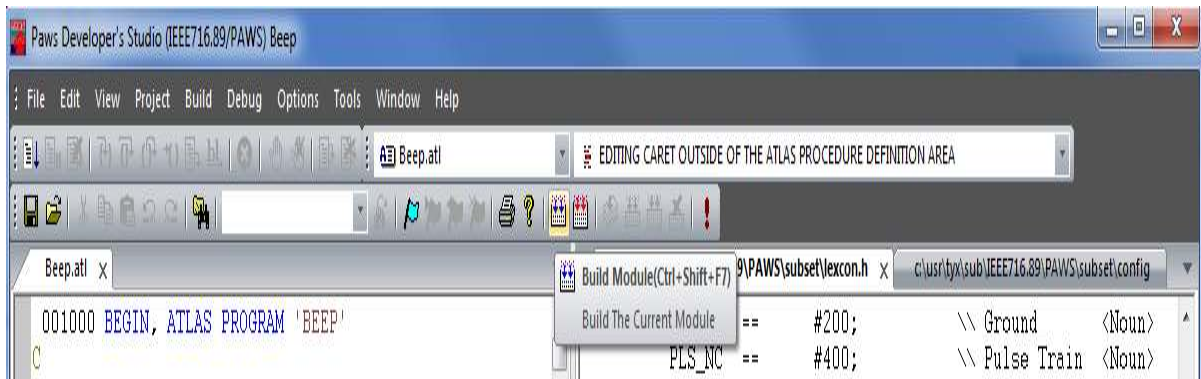 Paws Developer's Studio (IEEE716.89/PAWS) Beep
File Edit View Project Build Debug Options Tools Window Help
Beep.atl
EDITING CARET OUTSIDE OF THE ATLAS PROCEDURE DEFINITION AREA
Beep.atl x
9\PAWS\subset\lexcon.h x
c:\usr\tyx\sub\IEEE716.89\PAWS\subset\config
Build Module(Ctrl+Shift+F7)
Build The Current Module
001000 BEGIN, ATLAS PROGRAM 'BEEP'
C
== #200; \\ Ground <Noun>
PLS_NC == #400; \\ Pulse Train <Noun>